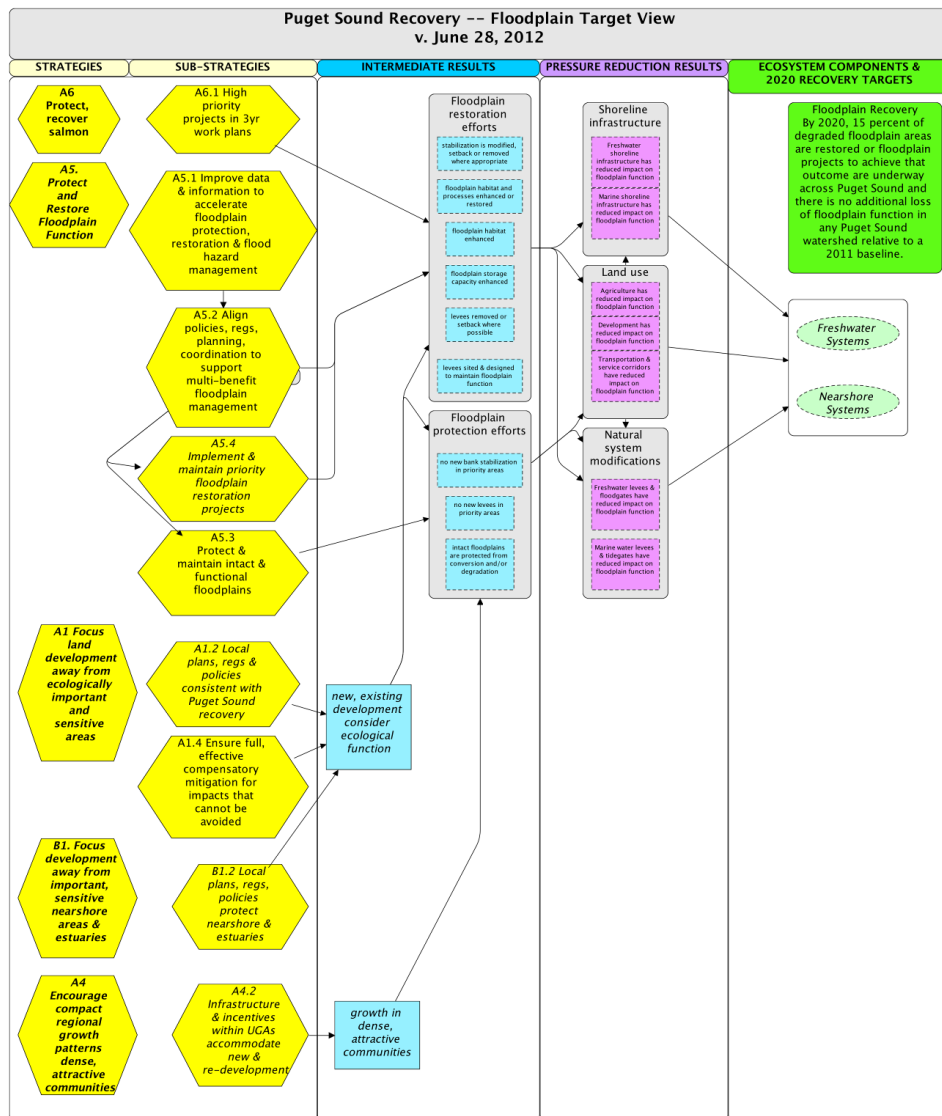 Puget Sound Recovery -- Floodplain Target View
v. June 28, 2012
STRATEGIES
SUB-STRATEGIES
INTERMEDIATE RESULTS
PRESSURE REDUCTION RESULTS
ECOSYSTEM COMPONENTS &
2020 RECOVERY TARGETS
A6
Protect,
recover
salmon
A5.
Protect
and
Restore
Floodplain
Function
A1 Focus
land
development
away from
ecologically
important
and
sensitive
areas
B1. Focus
development
away from
important,
sensitive
nearshore
areas &
estuaries
A4
Encourage
compact
regional
growth
patterns
dense,
attractive
communities
A6.1 High
priority
projects in 3yr
work plans
A5.1 Improve data
& information to
accelerate
floodplain
protection,
restoration & flood
hazard
management
A5.2 Align
policies, regs,
planning,
coordination to
support
multi-benefit
floodplain
management
A5.4
Implement &
maintain priority
floodplain
restoration
projects
A5.3
Protect &
maintain intact &
functional
floodplains
A1.2 Local
plans, regs &
policies
consistent with
Puget Sound
recovery
A1.4 Ensure full,
effective
compensatory
mitigation for
impacts that
cannot be
avoided
B1.2 Local
plans, regs,
policies
protect
nearshore &
estuaries
A4.2
Infrastructure
& incentives
within UGAs
accommodate
new &
re-development
new, existing
development
consider
ecological
function
growth in
dense,
attractive
communities
Floodplain
restoration
efforts
stabilization is modified,
setback or removed
where appropriate
floodplain habitat and
processes enhanced or
restored
floodplain habitat
enhanced
floodplain storage
capacity enhanced
levees removed or
setback where
possible
levees sited & designed
to maintain floodplain
function
Floodplain
protection efforts
no new bank stabilization
in priority areas
no new levees in
priority areas
intact floodplains
are protected from
conversion and/or
degradation
Shoreline
infrastructure
Freshwater
shoreline
infrastructure has
reduced impact on
floodplain function
Marine shoreline
infrastructure has
reduced impact on
floodplain function
Land use
Agriculture has
reduced impact on
floodplain function
Development has
reduced impact on
floodplain function
Transportation &
service corridors
have reduced
impact on
floodplain function
Natural
system
modifications
Freshwater levees &
floodgates have
reduced impact on
floodplain function
Marine water levees
& tidegates have
reduced impact on
floodplain function
Floodplain Recovery
By 2020, 15 percent of
degraded floodplain areas
are restored or floodplain
projects to achieve that
outcome are underway
across Puget Sound and
there is no additional loss
of floodplain function in
any Puget Sound
watershed relative to a
2011 baseline.
Freshwater
Systems
Nearshore
Systems